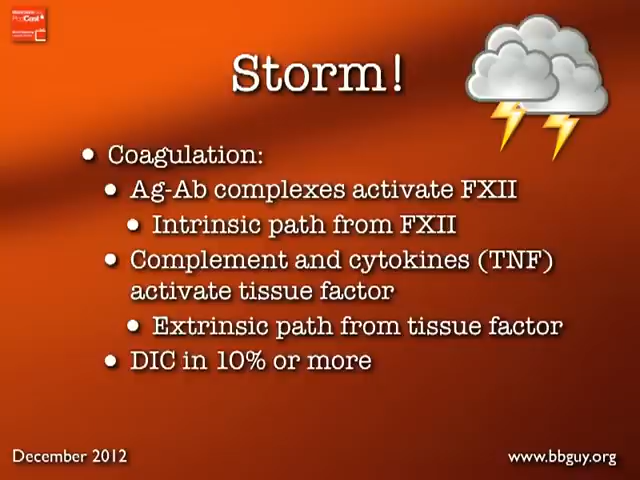 Storm!
• Coagulation:
• Ag-Ab complexes activate FXII
• Intrinsic path from FXII
• Complement and cytokines (TNF)
activate tissue factor
• Extrinsic path from tissue factor
• DIC in 10% or more
December 2012
www.bbguy.org